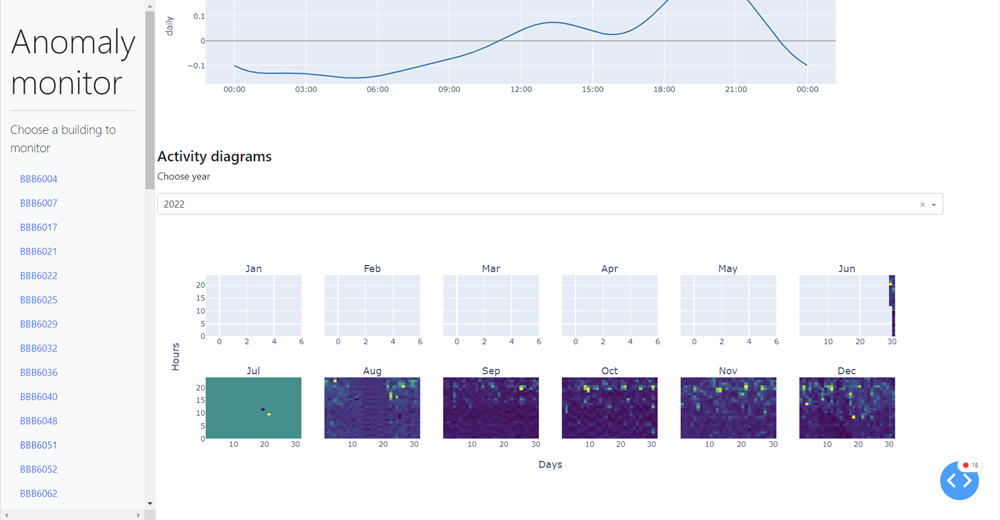 Anomaly
monitor
Choose a building to
monitor
BBB6004
BBB6007
BBB6017
BBB6021
BBB6022
BBB6025
BBB6029
BBB6032
BBB6036
BBB6040
BBB6048
BBB6051
BBB6052
BBB6062
daily
0.1
0
−0.1
00:00 03:00 06:00 09:00 12:00 15:00 18:00 21:00 00:00
Activity diagrams
Choose year
2022 ×
Jan Feb Mar Apr May Jun
20
15
10
5
0
0 2 4 6 0 2 4 6 0 2 4 6 0 2 4 6 0 2 4 6 10 20 30
Hours
Jul Aug Sep Oct Nov Dec
20
15
10
5
0
10 20 30 10 20 30 10 20 30 10 20 30 10 20 30 10 20 30
Days
18